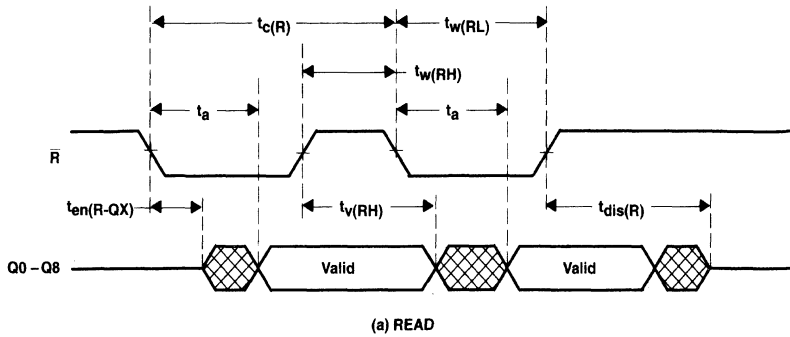 tc(R) tw(RL)
tw(RH)
ta ta
R
ten(R-QX) tv(RH) tdis(R)
Q0–Q8 Valid Valid
(a) READ